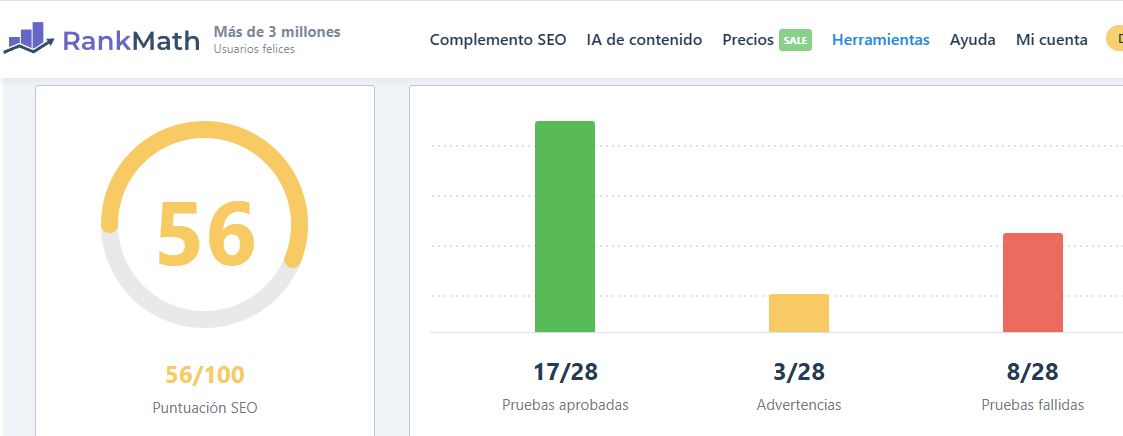 RankMath
Más de 3 millones
Usuarios felices
Complemento SEO
IA de contenido
Precios SALE
Herramientas
Ayuda
Mi cuenta
56
56/100
Puntuación SEO
17/28
Pruebas aprobadas
3/28
Advertencias
8/28
Pruebas fallidas